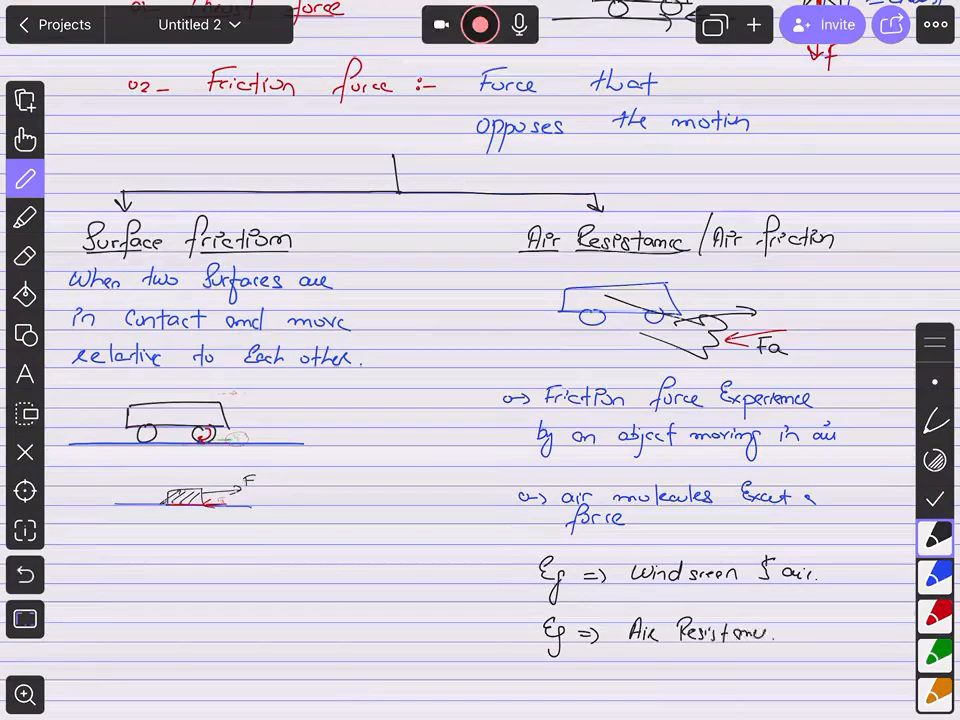 Projects
Untitled 2
Invite
force
02- Friction force :- Force that
opposes the motion
Surface friction
Air Resistance / Air friction
When two Surfaces are
in Contact and move
relative to Each other.
F
Fa
Friction force Experience
by an object moving in air
air molecules Exert a
force
Eg => Windsreen & air.
Eg => Air Resistance.
f
A